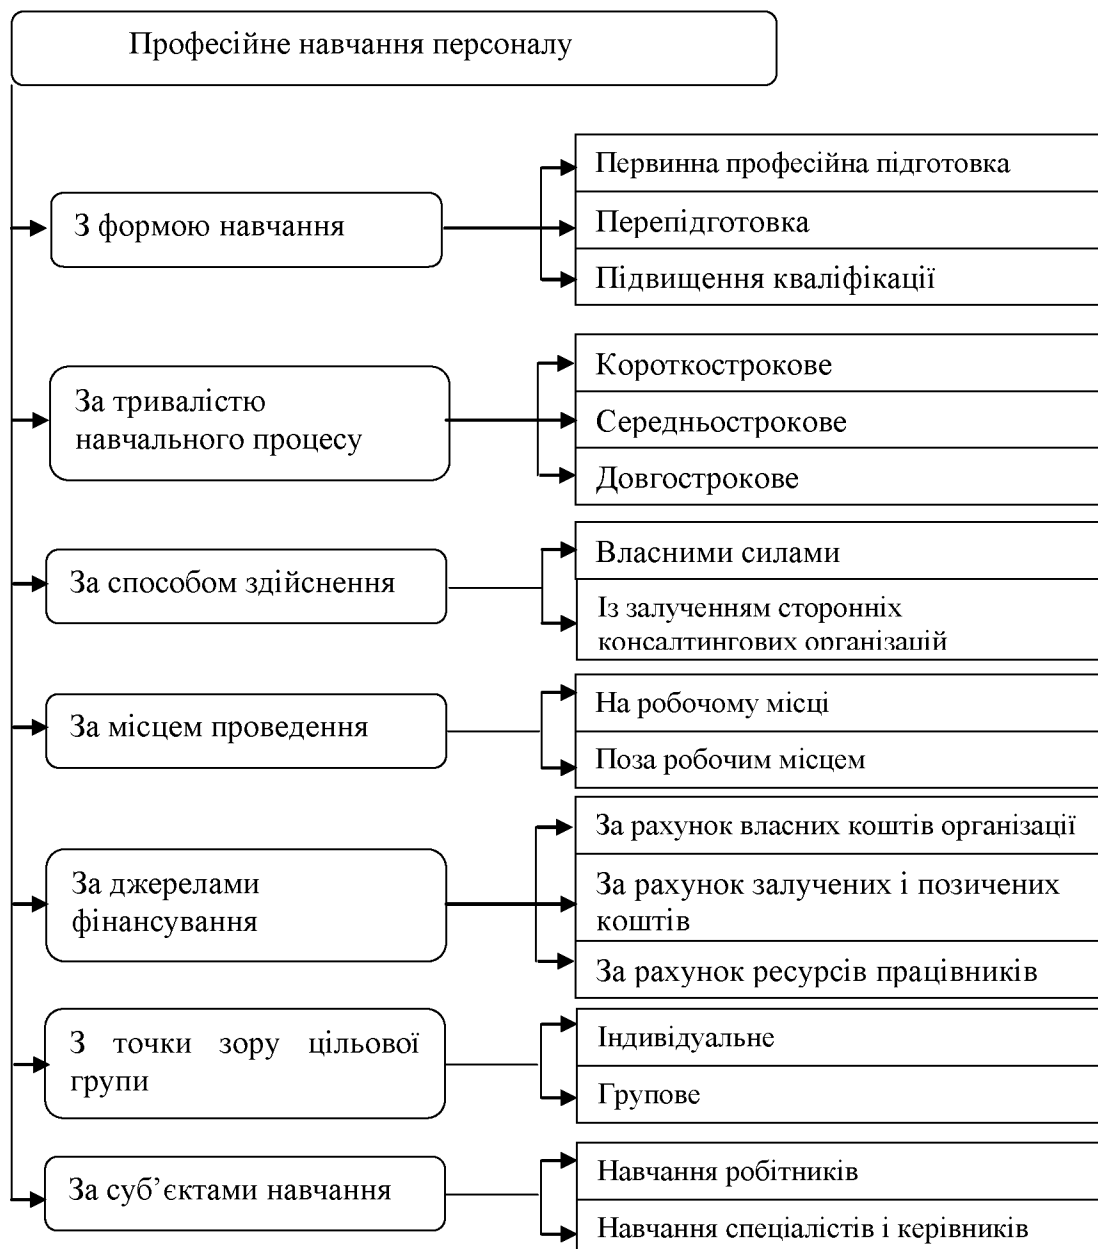 Професійне навчання персоналу
З формою навчання
Первинна професійна підготовка
Перепідготовка
Підвищення кваліфікації
За тривалістю
навчального процесу
Короткострокове
Середньострокове
Довгострокове
За способом здійснення
Власними силами
Із залученням сторонніх
консалтингових організацій
За місцем проведення
На робочому місці
Поза робочим місцем
За джерелами
фінансування
За рахунок власних коштів організації
За рахунок залучених і позичених
коштів
За рахунок ресурсів працівників
З точки зору цільової
групи
Індивідуальне
Групове
За суб’єктами навчання
Навчання робітників
Навчання спеціалістів і керівників